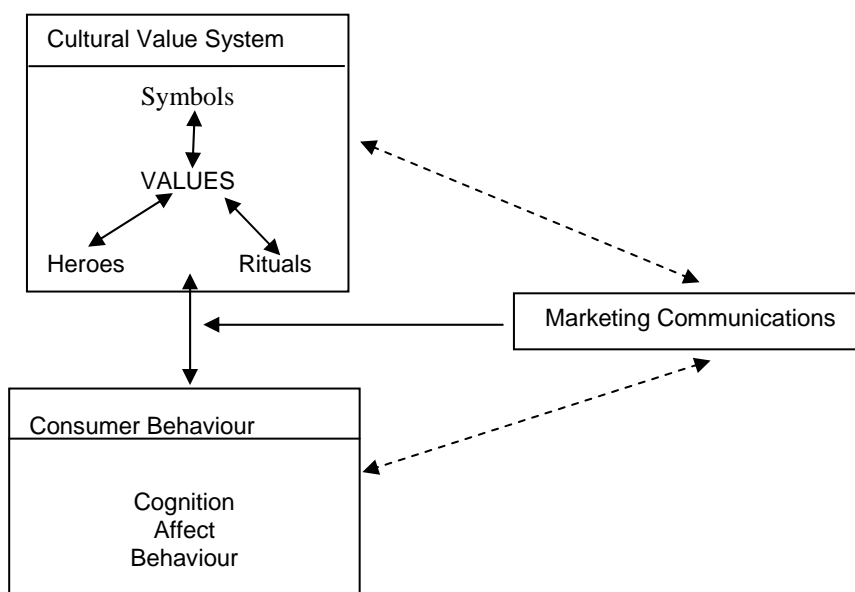 Cultural Value System
Symbols
VALUES
Heroes Rituals
Marketing Communications
Consumer Behaviour
Cognition
Affect
Behaviour